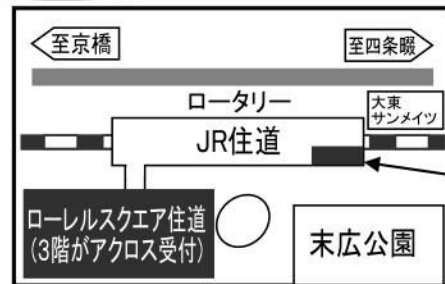 至京橋
至四条畷
ロータリー
大東
サンメイツ
JR住道
ローレルスクエア住道
(3階がアクロス受付)
末広公園